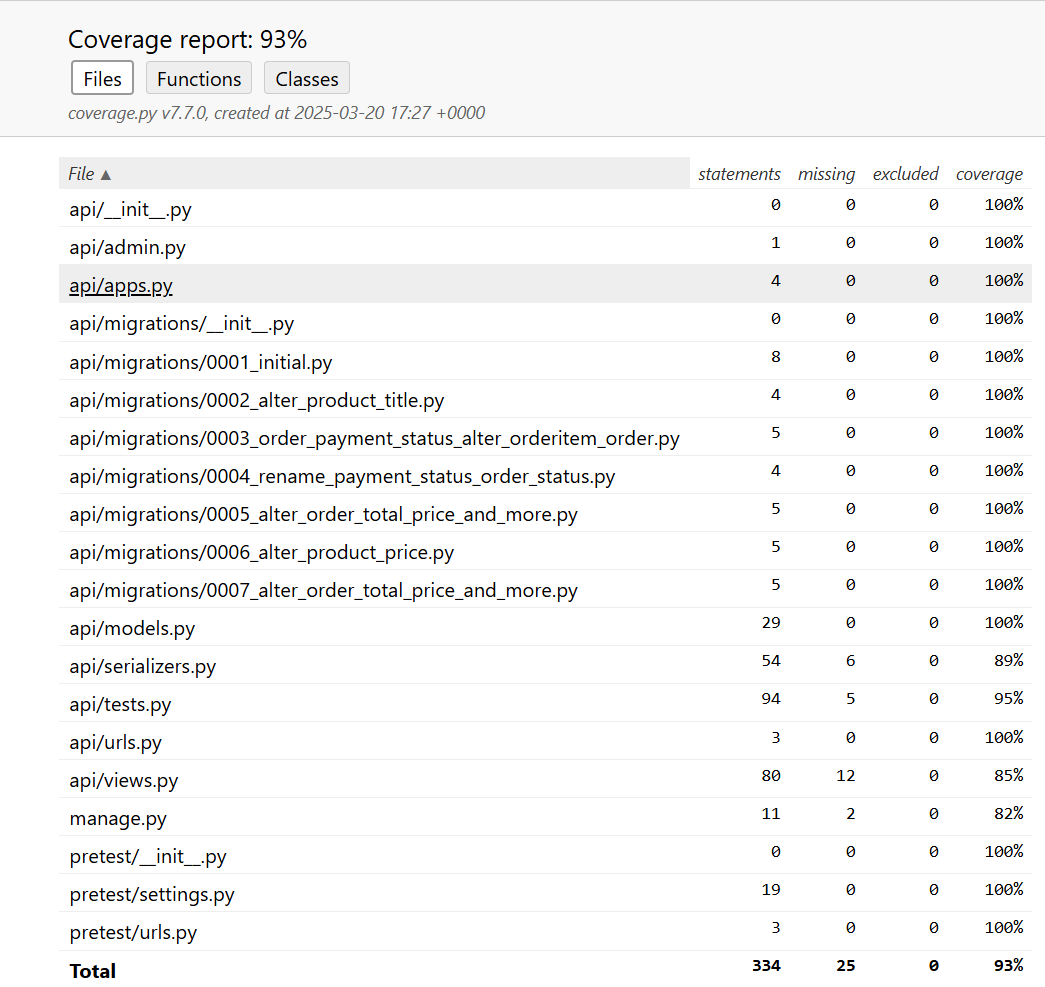 Coverage report: 93%
Files Functions Classes
coverage.py v7.7.0, created at 2025-03-20 17:27 +0000
File ▲ statements missing excluded coverage
api/__init__.py 0 0 0 100%
api/admin.py 1 0 0 100%
api/apps.py 4 0 0 100%
api/migrations/__init__.py 0 0 0 100%
api/migrations/0001_initial.py 8 0 0 100%
api/migrations/0002_alter_product_title.py 4 0 0 100%
api/migrations/0003_order_payment_status_alter_orderitem_order.py 5 0 0 100%
api/migrations/0004_rename_payment_status_order_status.py 4 0 0 100%
api/migrations/0005_alter_order_total_price_and_more.py 5 0 0 100%
api/migrations/0006_alter_product_price.py 5 0 0 100%
api/migrations/0007_alter_order_total_price_and_more.py 5 0 0 100%
api/models.py 29 0 0 100%
api/serializers.py 54 6 0 89%
api/tests.py 94 5 0 95%
api/urls.py 3 0 0 100%
api/views.py 80 12 0 85%
manage.py 11 2 0 82%
pretest/__init__.py 0 0 0 100%
pretest/settings.py 19 0 0 100%
pretest/urls.py 3 0 0 100%
Total 334 25 0 93%